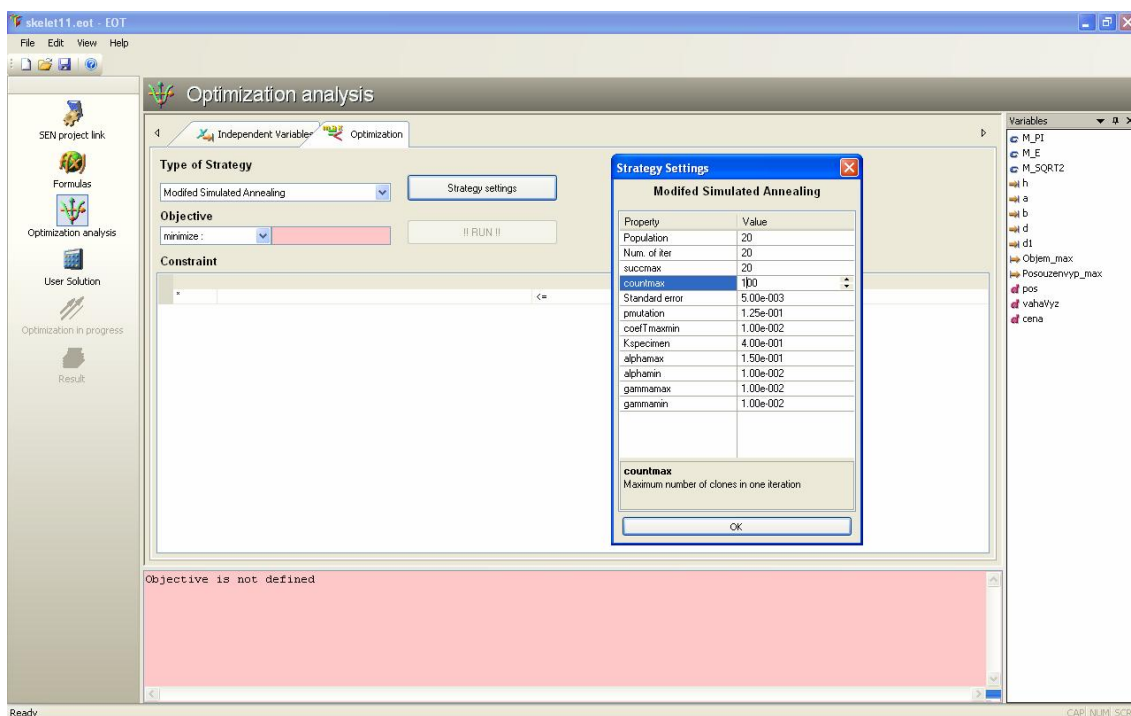 skelet11.eot - EOT
File Edit View Help
Optimization analysis
SEN project link
Formulas
Optimization analysis
User Solution
Optimization in progress
Result
Independent Variables
Optimization
Type of Strategy
Modifed Simulated Annealing
Strategy settings
Objective
minimize :
!! RUN !!
Constraint
* <=
Strategy Settings
Modifed Simulated Annealing
Property Value
Population 20
Num. of iter 20
succmax 20
countmax 100
Standard error 5.00e-003
pmutation 1.25e-001
coefTmaxmin 1.00e-002
Kspecimen 4.00e-001
alphamax 1.50e-001
alphamin 1.00e-002
gammamax 1.00e-002
gammamin 1.00e-002
countmax
Maximum number of clones in one iteration
OK
Variables
M_PI
M_E
M_SQRT2
h
a
b
d
d1
Objem_max
Posouzenvyp_max
pos
vahaVyz
cena
Objective is not defined
Ready
CAP NUM SCR